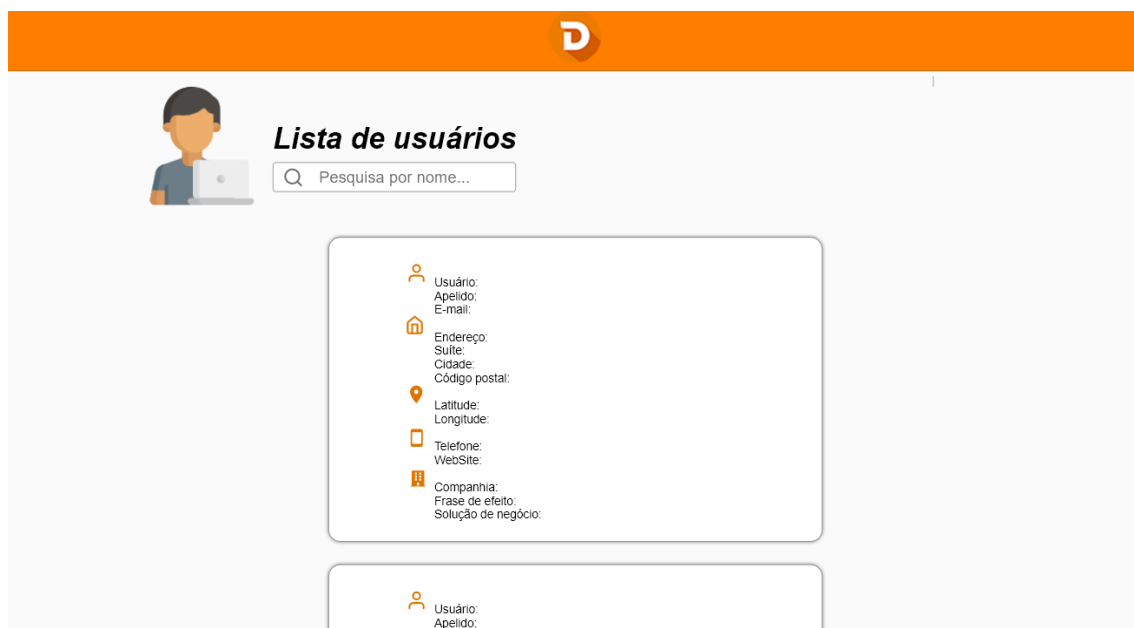 D
Lista de usuários
Pesquisa por nome...
Usuário:
Apelido:
E-mail:
Endereço:
Suíte:
Cidade:
Código postal:
Latitude:
Longitude:
Telefone:
WebSite:
Companhia:
Frase de efeito:
Solução de negócio:
Usuário:
Apelido: